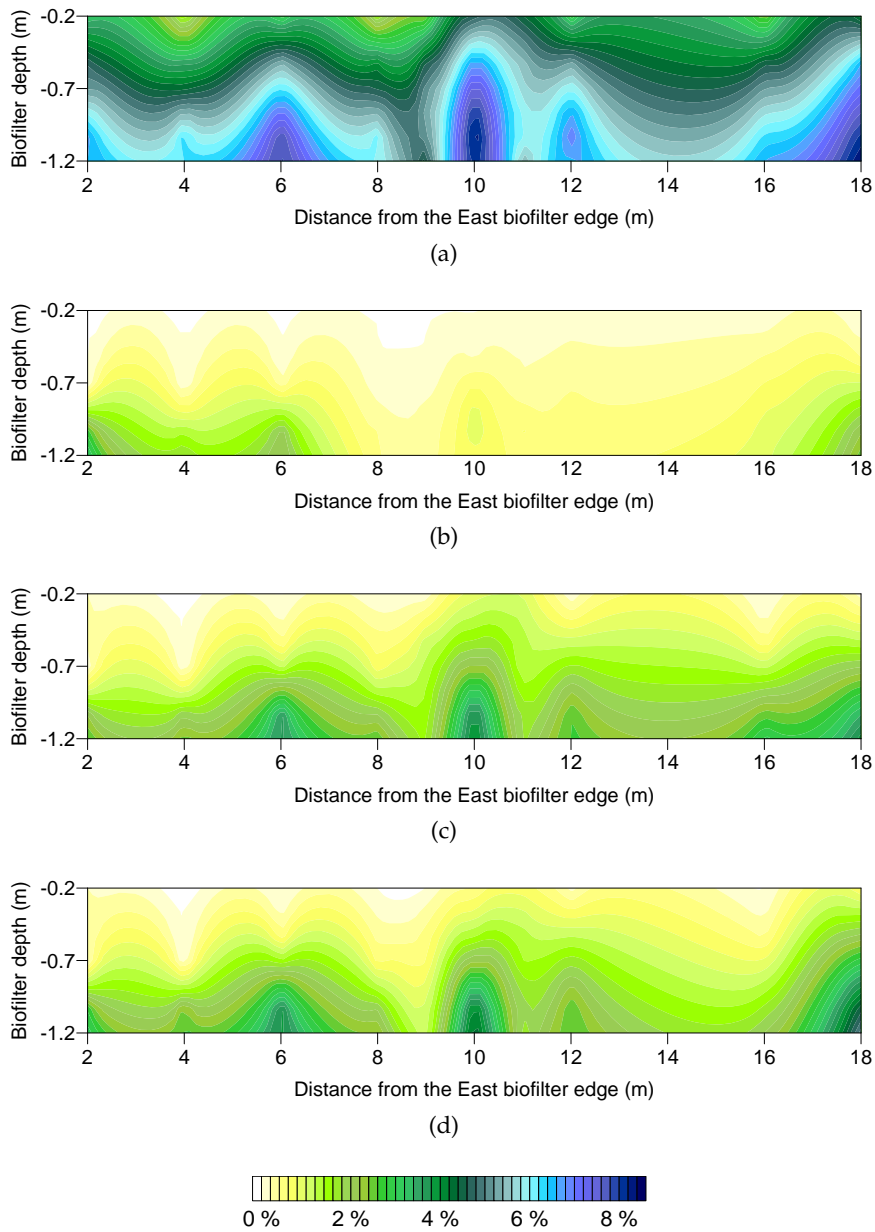 -0.2
-0.7
-1.2
Biofilter depth (m)
2 4 6 8 10 12 14 16 18
Distance from the East biofilter edge (m)
(a)
-0.2
-0.7
-1.2
Biofilter depth (m)
2 4 6 8 10 12 14 16 18
Distance from the East biofilter edge (m)
(b)
-0.2
-0.7
-1.2
Biofilter depth (m)
2 4 6 8 10 12 14 16 18
Distance from the East biofilter edge (m)
(c)
-0.2
-0.7
-1.2
Biofilter depth (m)
2 4 6 8 10 12 14 16 18
Distance from the East biofilter edge (m)
(d)
0 % 2 % 4 % 6 % 8 %